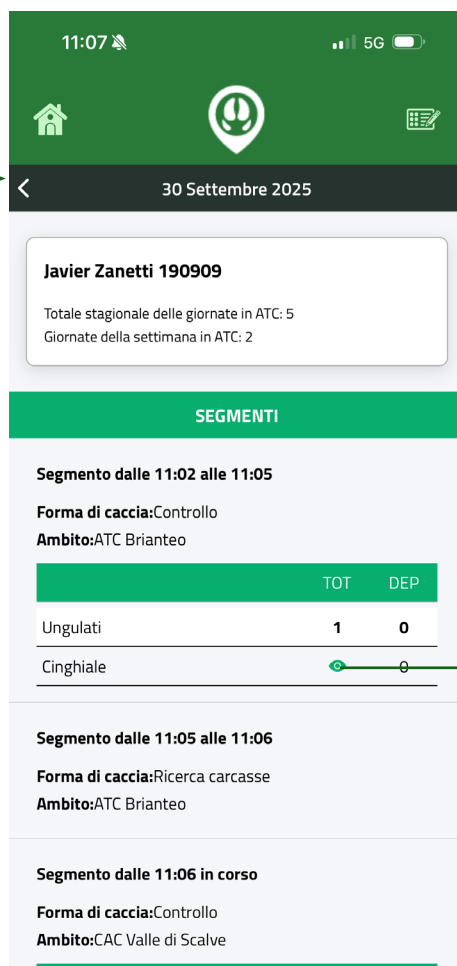 11:07
5G
30 Settembre 2025
Javier Zanetti 190909
Totale stagionale delle giornate in ATC: 5
Giornate della settimana in ATC: 2
SEGMENTI
Segmento dalle 11:02 alle 11:05
Forma di caccia:Controllo
Ambito:ATC Brianteo
TOT DEP
Ungulati 1 0
Cinghiale 0
Segmento dalle 11:05 alle 11:06
Forma di caccia:Ricerca carcasse
Ambito:ATC Brianteo
Segmento dalle 11:06 in corso
Forma di caccia:Controllo
Ambito:CAC Valle di Scalve